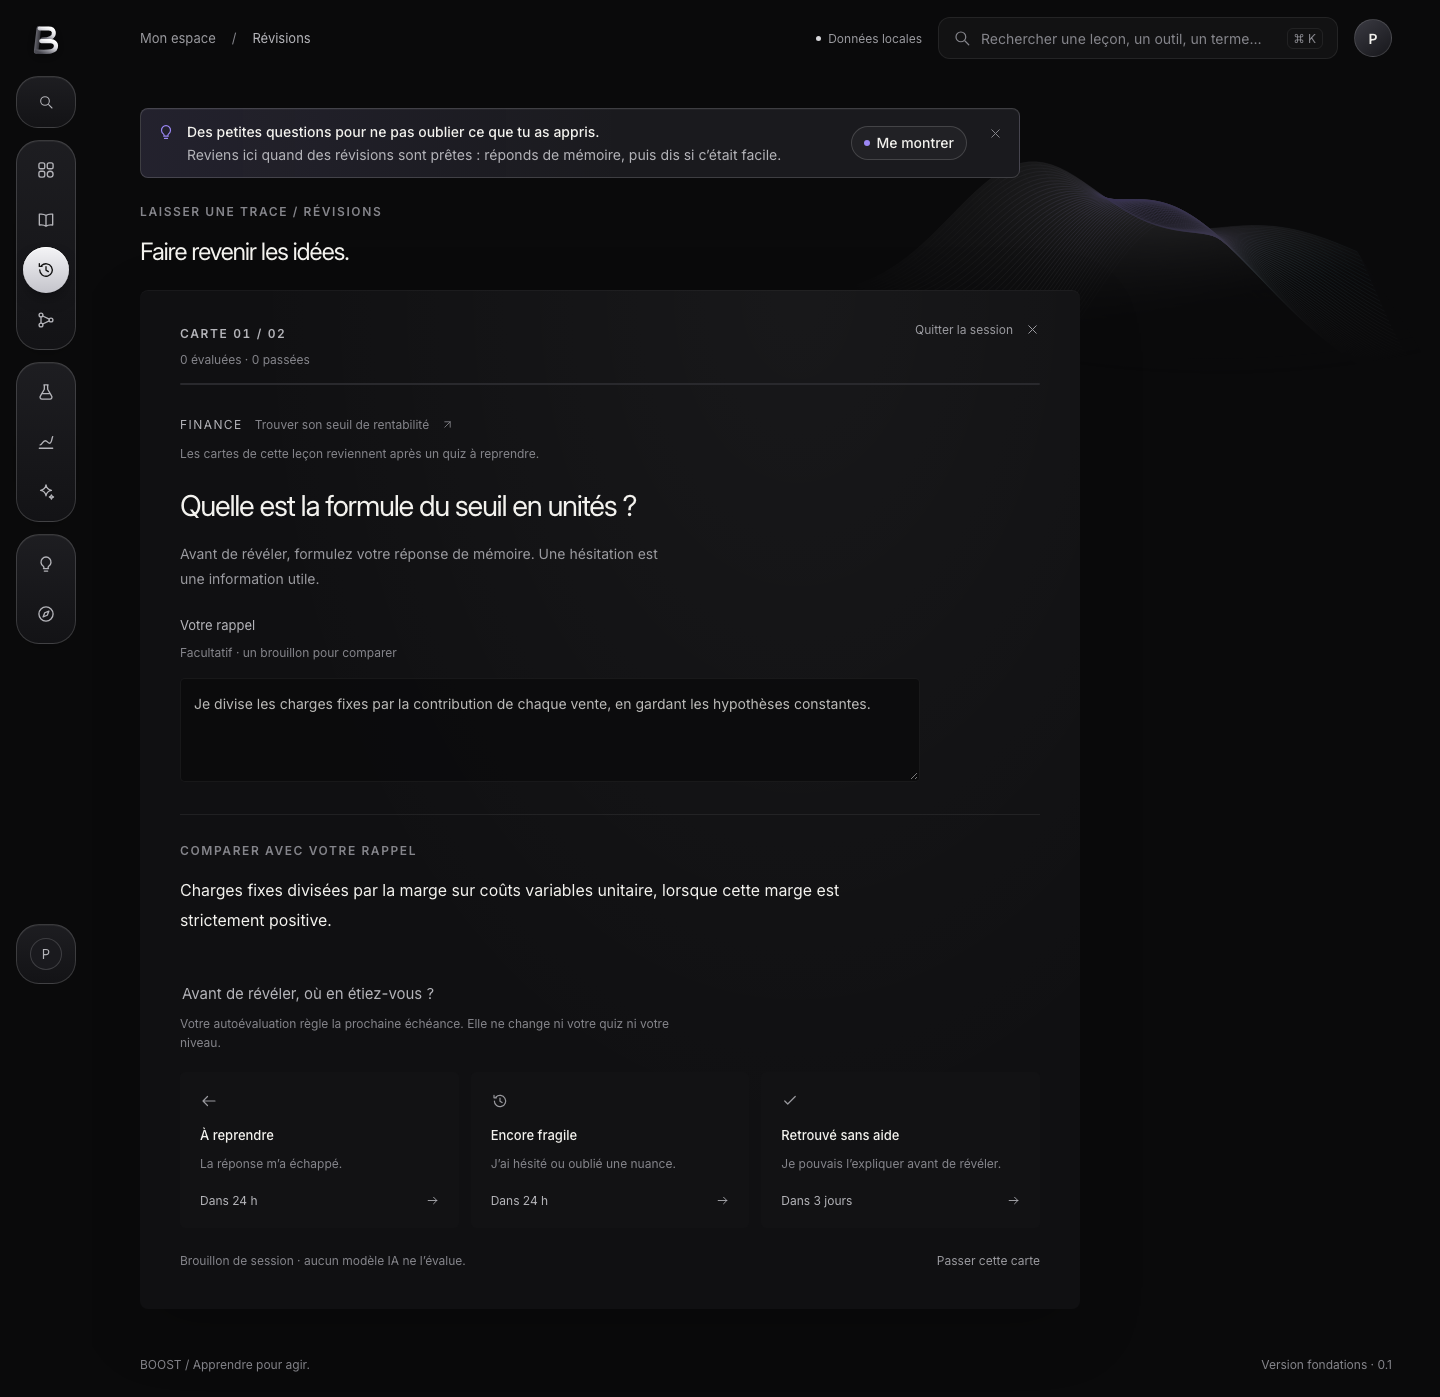 B
Mon espace / Révisions
Données locales
Rechercher une leçon, un outil, un terme...
⌘ K
P
Des petites questions pour ne pas oublier ce que tu as appris.
Reviens ici quand des révisions sont prêtes : réponds de mémoire, puis dis si c’était facile.
Me montrer
LAISSER UNE TRACE / RÉVISIONS
Faire revenir les idées.
CARTE 01 / 02
Quitter la session
0 évaluées · 0 passées
FINANCE Trouver son seuil de rentabilité
Les cartes de cette leçon reviennent après un quiz à reprendre.
Quelle est la formule du seuil en unités ?
Avant de révéler, formulez votre réponse de mémoire. Une hésitation est
une information utile.
Votre rappel
Facultatif · un brouillon pour comparer
Je divise les charges fixes par la contribution de chaque vente, en gardant les hypothèses constantes.
COMPARER AVEC VOTRE RAPPEL
Charges fixes divisées par la marge sur coûts variables unitaire, lorsque cette marge est
strictement positive.
P
Avant de révéler, où en étiez-vous ?
Votre autoévaluation règle la prochaine échéance. Elle ne change ni votre quiz ni votre
niveau.
À reprendre
La réponse m’a échappé.
Dans 24 h
Encore fragile
J’ai hésité ou oublié une nuance.
Dans 24 h
Retrouvé sans aide
Je pouvais l’expliquer avant de révéler.
Dans 3 jours
Brouillon de session · aucun modèle IA ne l’évalue.
Passer cette carte
BOOST / Apprendre pour agir.
Version fondations · 0.1